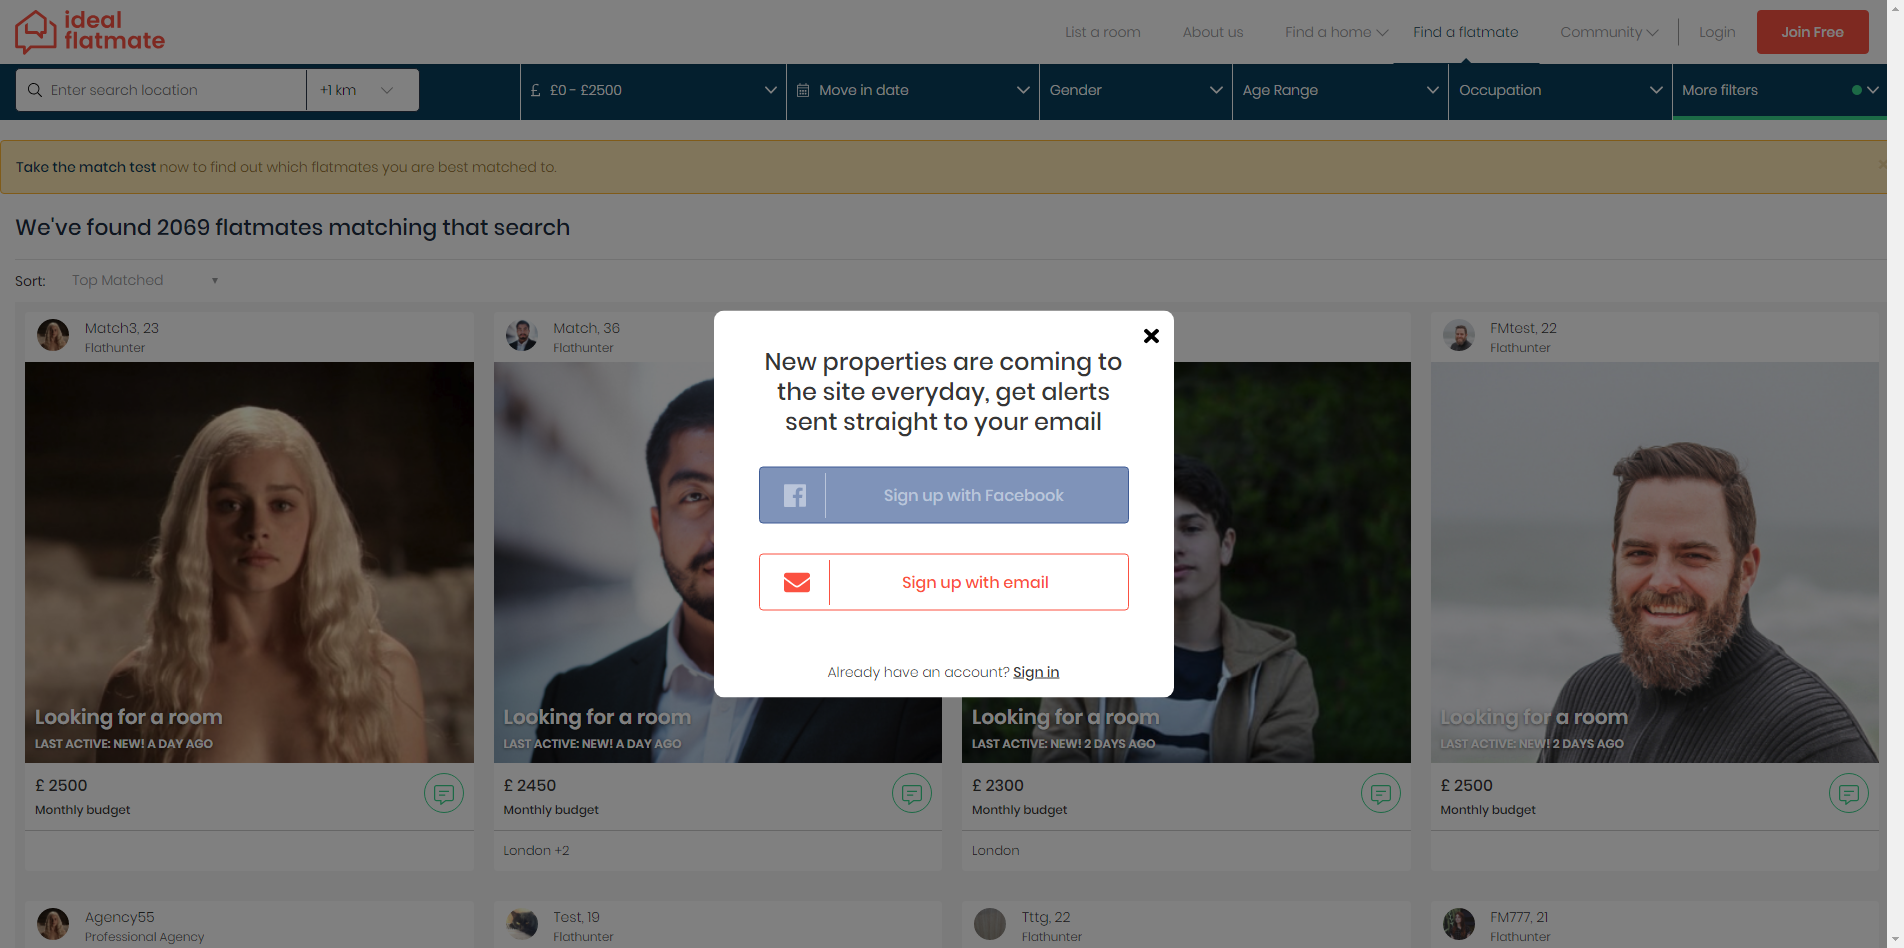 ideal
flatmate
List a room
About us
Find a home
Find a flatmate
Community
Login
Join Free
Enter search location
+1 km
£ £0 - £2500
Move in date
Gender
Age Range
Occupation
More filters
Take the match test now to find out which flatmates you are best matched to.
×
We've found 2069 flatmates matching that search
Sort: Top Matched
Match3, 23
Flathunter
Looking for a room
LAST ACTIVE: NEW! A DAY AGO
£ 2500
Monthly budget
Match, 36
Flathunter
Looking for a room
LAST ACTIVE: NEW! A DAY AGO
£ 2450
Monthly budget
London +2
Looking for a room
LAST ACTIVE: NEW! 2 DAYS AGO
£ 2300
Monthly budget
London
FMtest, 22
Flathunter
Looking for a room
LAST ACTIVE: NEW! 2 DAYS AGO
£ 2500
Monthly budget
New properties are coming to
the site everyday, get alerts
sent straight to your email
Sign up with Facebook
Sign up with email
Already have an account? Sign in
Agency55
Professional Agency
Test, 19
Flathunter
Tttg, 22
Flathunter
FM777, 21
Flathunter